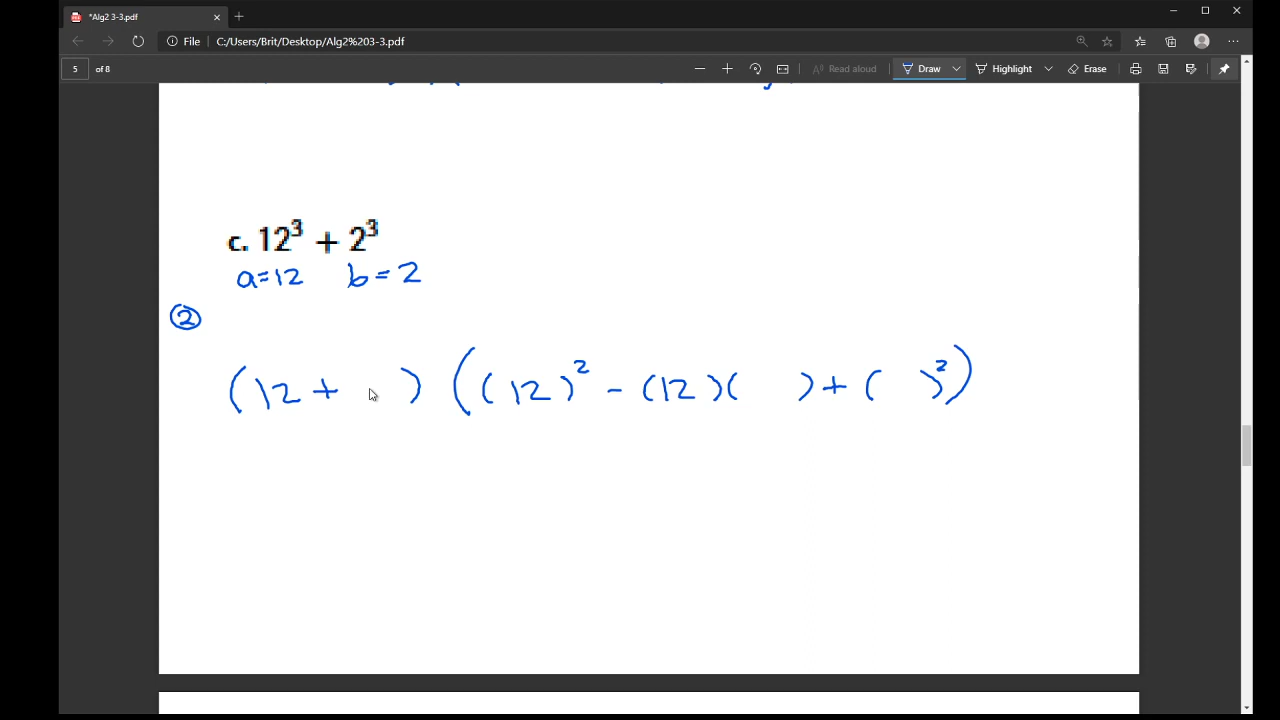 *Alg2 3-3.pdf
File | C:/Users/Brit/Desktop/Alg2%203-3.pdf
5 of 8 Read aloud Draw Highlight Erase
c. 12³ + 2³
a=12 b=2
②
(12 + ) ((12)² - (12)( ) + ( )²)